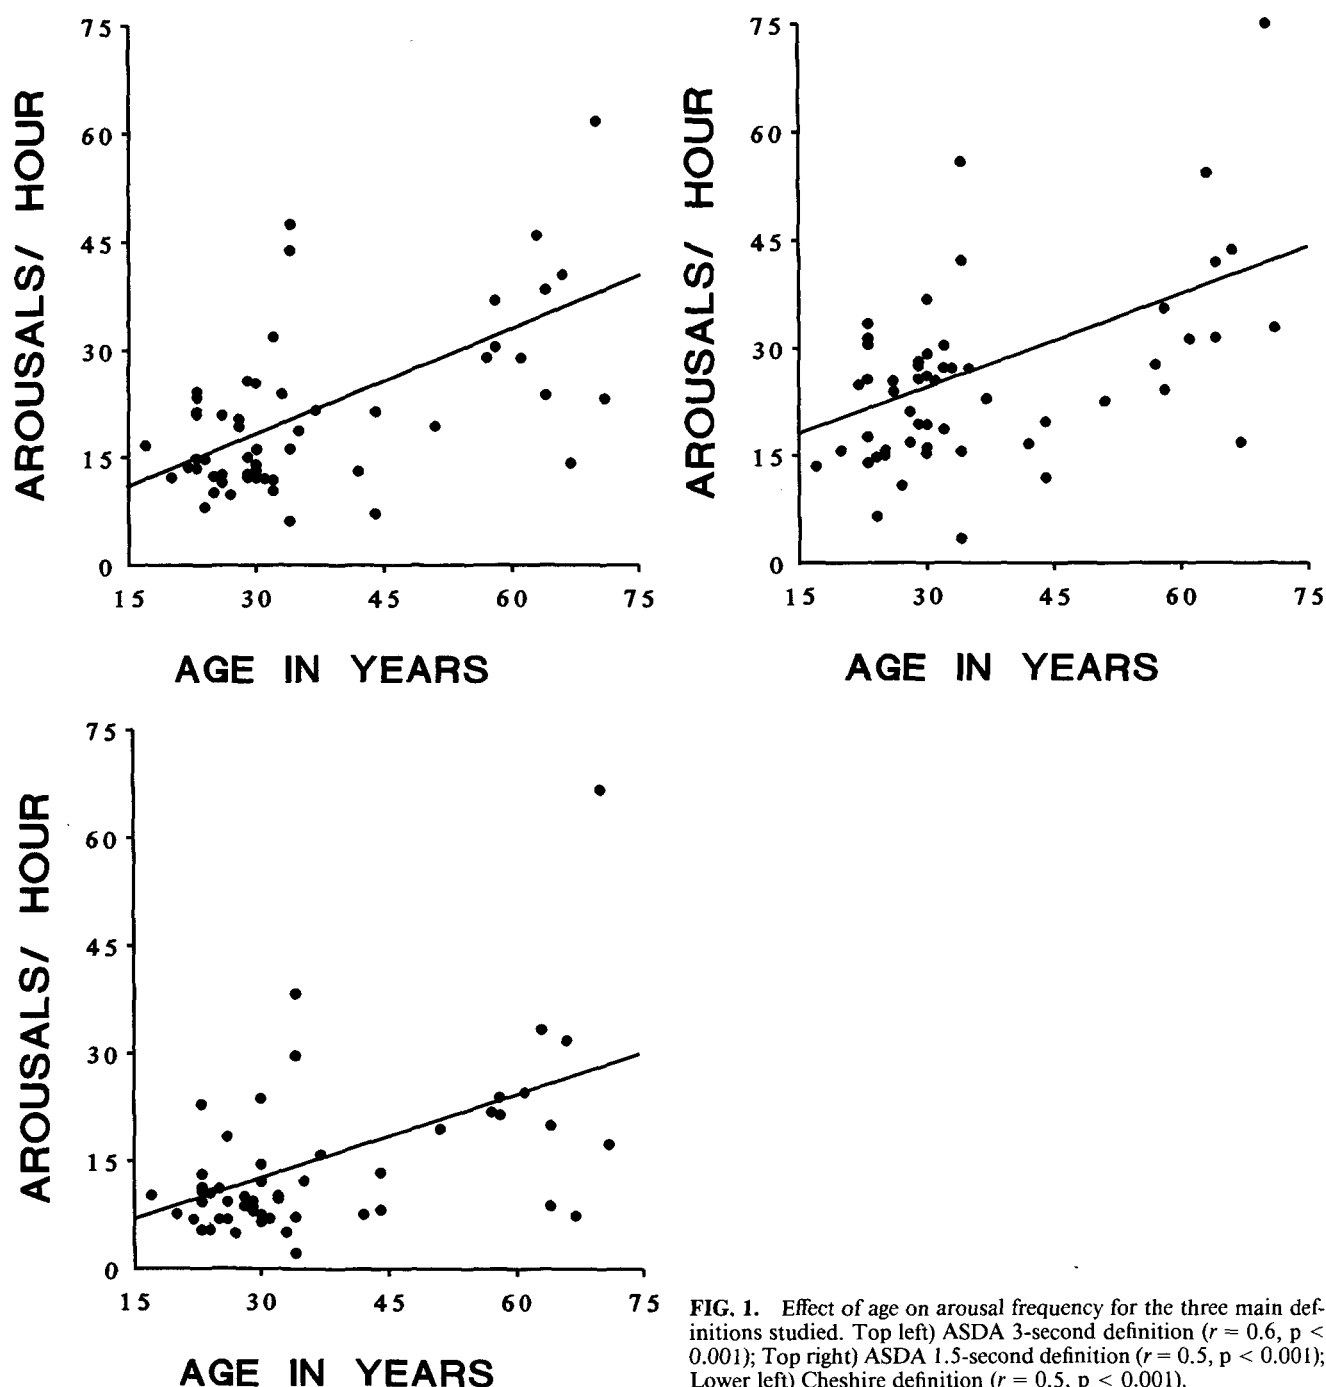 75
60
45
30
15
0
AROUSALS/ HOUR
15 30 45 60 75
AGE IN YEARS
75
60
45
30
15
0
AROUSALS/ HOUR
15 30 45 60 75
AGE IN YEARS
75
60
45
30
15
0
AROUSALS/ HOUR
15 30 45 60 75
AGE IN YEARS
FIG. 1. Effect of age on arousal frequency for the three main def-
initions studied. Top left) ASDA 3-second definition (r = 0.6, p <
0.001); Top right) ASDA 1.5-second definition (r = 0.5, p < 0.001);
Lower left) Cheshire definition (r = 0.5, p < 0.001).